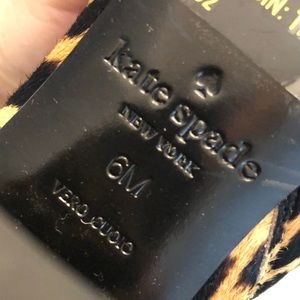 kate spade
NEW YORK
6M
VERO CUOIO